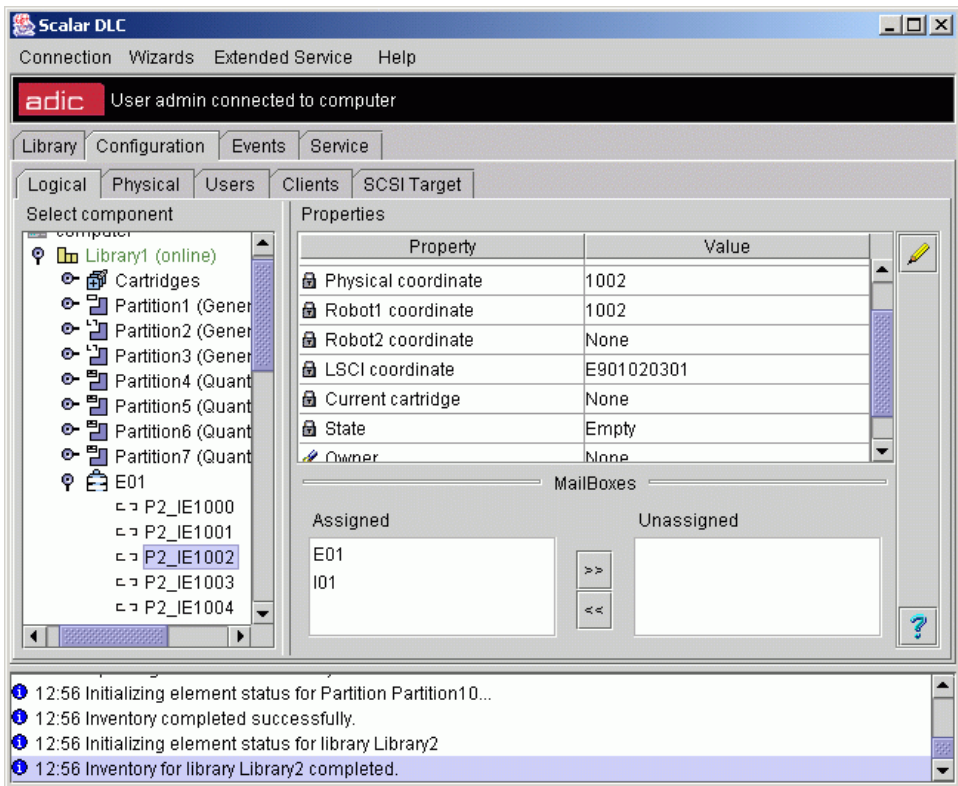 Scalar DLC
Connection Wizards Extended Service Help
adic User admin connected to computer
Library Configuration Events Service
Logical Physical Users Clients SCSI Target
Select component
computer
Library1 (online)
Cartridges
Partition1 (Gener
Partition2 (Gener
Partition3 (Gener
Partition4 (Quant
Partition5 (Quant
Partition6 (Quant
Partition7 (Quant
E01
P2_IE1000
P2_IE1001
P2_IE1002
P2_IE1003
P2_IE1004
Properties
Property Value
Physical coordinate 1002
Robot1 coordinate 1002
Robot2 coordinate None
LSCI coordinate E901020301
Current cartridge None
State Empty
Owner None
MailBoxes
Assigned Unassigned
E01
I01
>>
<<
?
12:56 Initializing element status for Partition Partition10...
12:56 Inventory completed successfully.
12:56 Initializing element status for library Library2
12:56 Inventory for library Library2 completed.